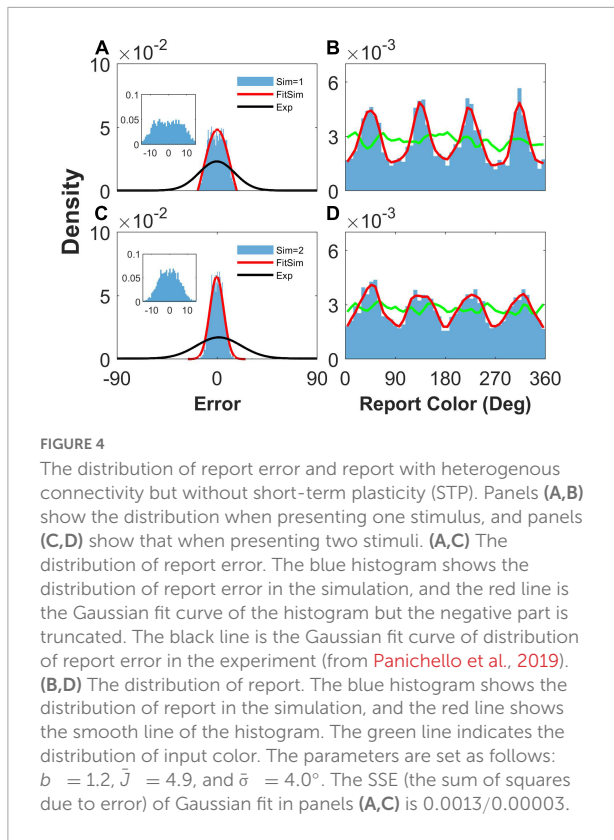 A ×10⁻²
10
5
0
Sim=1
FitSim
Exp
0.1
0.05
0
-10 0 10
B ×10⁻³
6
3
0
Density
C ×10⁻²
10
5
0
Sim=2
FitSim
Exp
0.1
0.05
0
-10 0 10
-90 0 90
Error
D ×10⁻³
6
3
0
0 90 180 270 360
Report Color (Deg)
FIGURE 4
The distribution of report error and report with heterogenous
connectivity but without short-term plasticity (STP). Panels (A,B)
show the distribution when presenting one stimulus, and panels
(C,D) show that when presenting two stimuli. (A,C) The
distribution of report error. The blue histogram shows the
distribution of report error in the simulation, and the red line is
the Gaussian fit curve of the histogram but the negative part is
truncated. The black line is the Gaussian fit curve of distribution
of report error in the experiment (from Panichello et al., 2019).
(B,D) The distribution of report. The blue histogram shows the
distribution of report in the simulation, and the red line shows
the smooth line of the histogram. The green line indicates the
distribution of input color. The parameters are set as follows:
b = 1.2, J̄ = 4.9, and σ̄ = 4.0°. The SSE (the sum of squares
due to error) of Gaussian fit in panels (A,C) is 0.0013/0.00003.